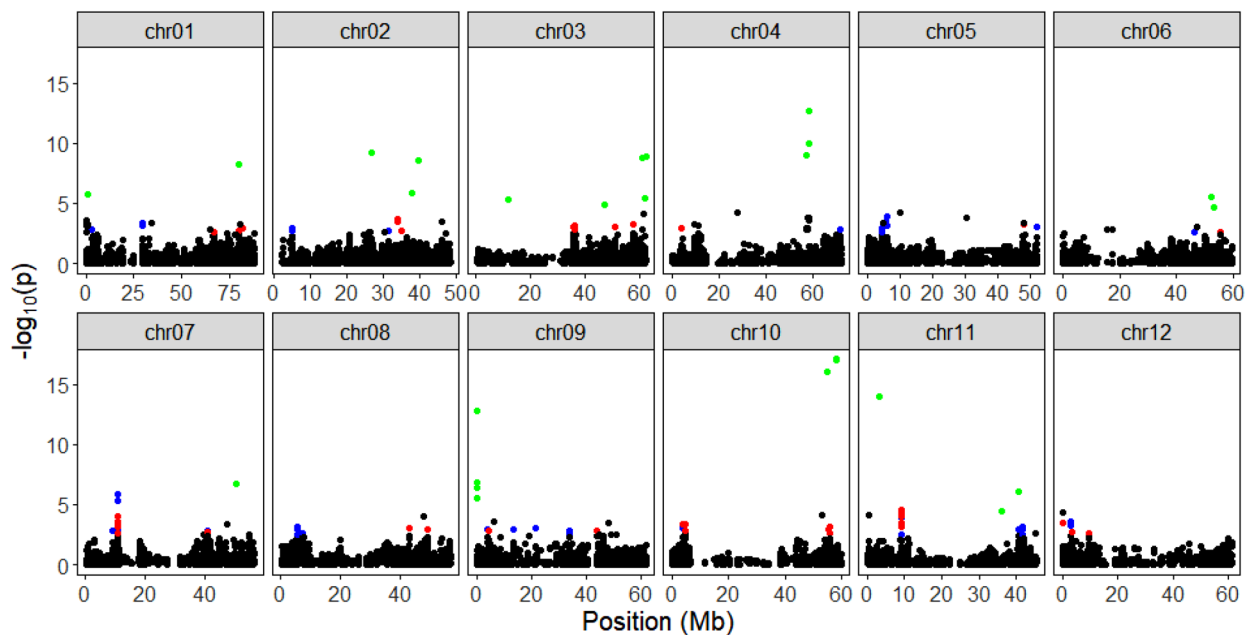 chr01 chr02 chr03 chr04 chr05 chr06
15
10
5
0
0 25 50 75 0 10 20 30 40 50 0 20 40 60 0 20 40 60 0 10 20 30 40 50 0 20 40 60
-log10(p)
chr07 chr08 chr09 chr10 chr11 chr12
15
10
5
0
0 20 40 0 20 40 0 20 40 60 0 20 40 60 0 10 20 30 40 0 20 40 60
Position (Mb)